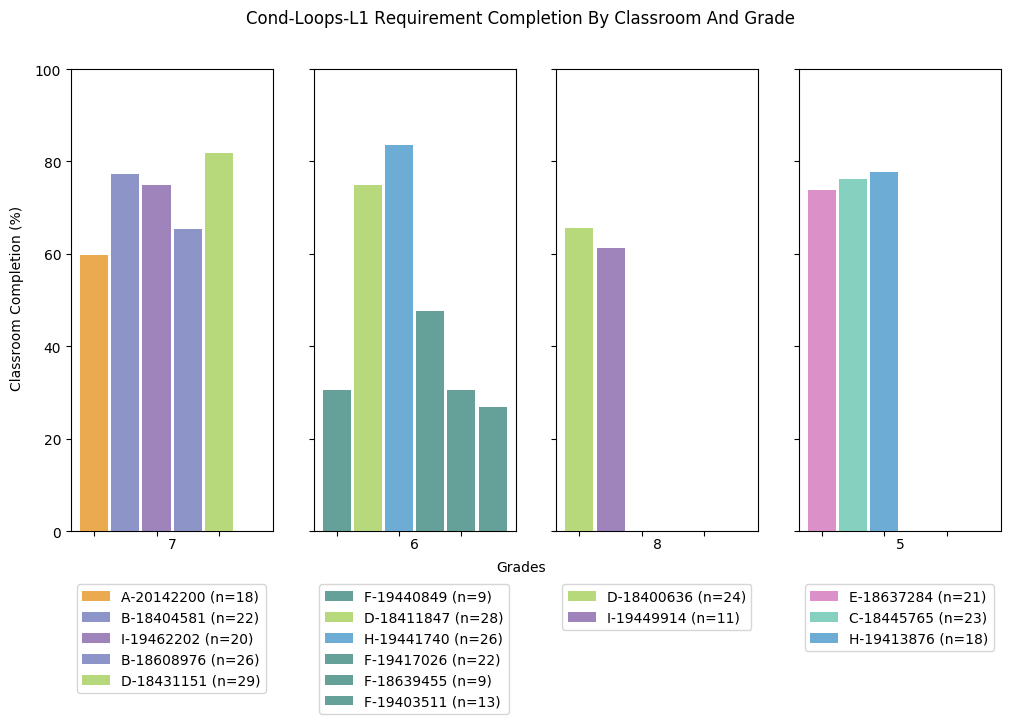 Cond-Loops-L1 Requirement Completion By Classroom And Grade
Classroom Completion (%)
100
80
60
40
20
0
7
6
8
5
Grades
A-20142200 (n=18)
B-18404581 (n=22)
I-19462202 (n=20)
B-18608976 (n=26)
D-18431151 (n=29)
F-19440849 (n=9)
D-18411847 (n=28)
H-19441740 (n=26)
F-19417026 (n=22)
F-18639455 (n=9)
F-19403511 (n=13)
D-18400636 (n=24)
I-19449914 (n=11)
E-18637284 (n=21)
C-18445765 (n=23)
H-19413876 (n=18)